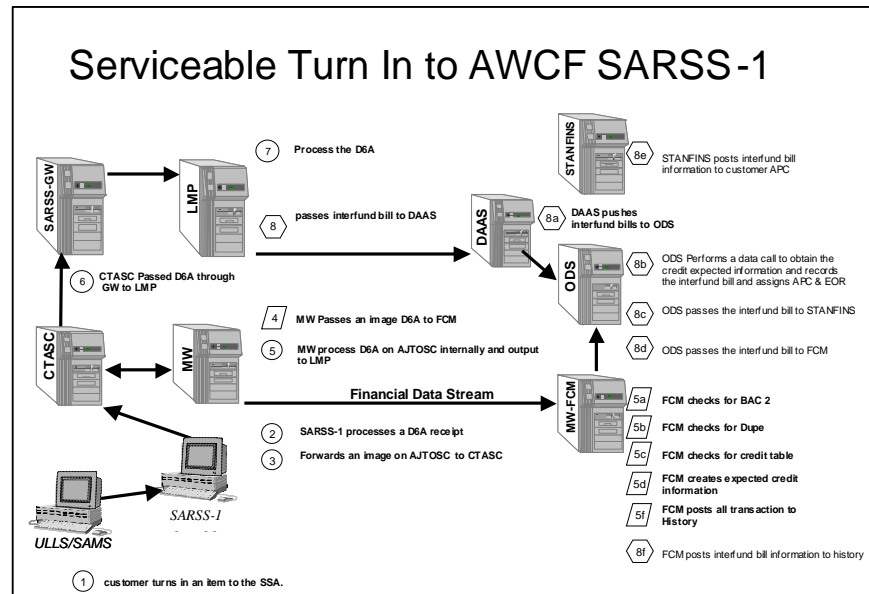 Serviceable Turn In to AWCF SARSS-1
SARSS-GW
LMP
7
Process the D6A
8
passes interfund bill to DAAS
STANFINS
8e
STANFINS posts interfund bill
information to customer APC
DAAS
8a
DAAS pushes
interfund bills to ODS
ODS
8b
ODS Performs a data call to obtain the
credit expected information and records
the interfund bill and assigns APC & EOR
8c
ODS passes the interfund bill to STANFINS
8d
ODS passes the interfund bill to FCM
6
CTASC Passed D6A through
GW to LMP
CTASC
MW
4
MW Passes an image D6A to FCM
5
MW process D6A on AJTOSC internally and output
to LMP
Financial Data Stream
MW-FCM
2
SARSS-1 processes a D6A receipt
3
Forwards an image on AJTOSC to CTASC
5a
FCM checks for BAC 2
5b
FCM checks for Dupe
5c
FCM checks for credit table
5d
FCM creates expected credit
information
5f
FCM posts all transaction to
History
8f
FCM posts interfund bill information to history
SARSS-1
ULLS/SAMS
1
customer turns in an item to the SSA.